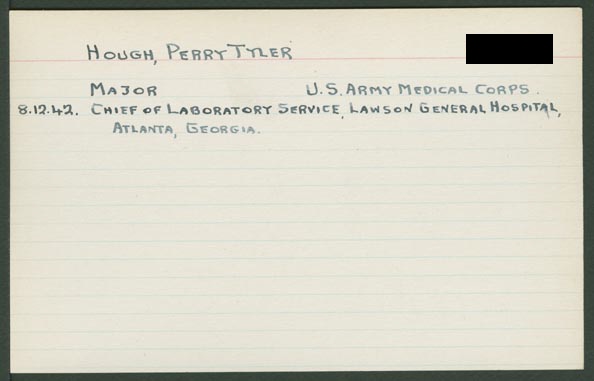 HOUGH, PERRY TYLER
MAJOR U.S. ARMY MEDICAL CORPS.
8.12.42. CHIEF OF LABORATORY SERVICE, LAWSON GENERAL HOSPITAL,
ATLANTA, GEORGIA.